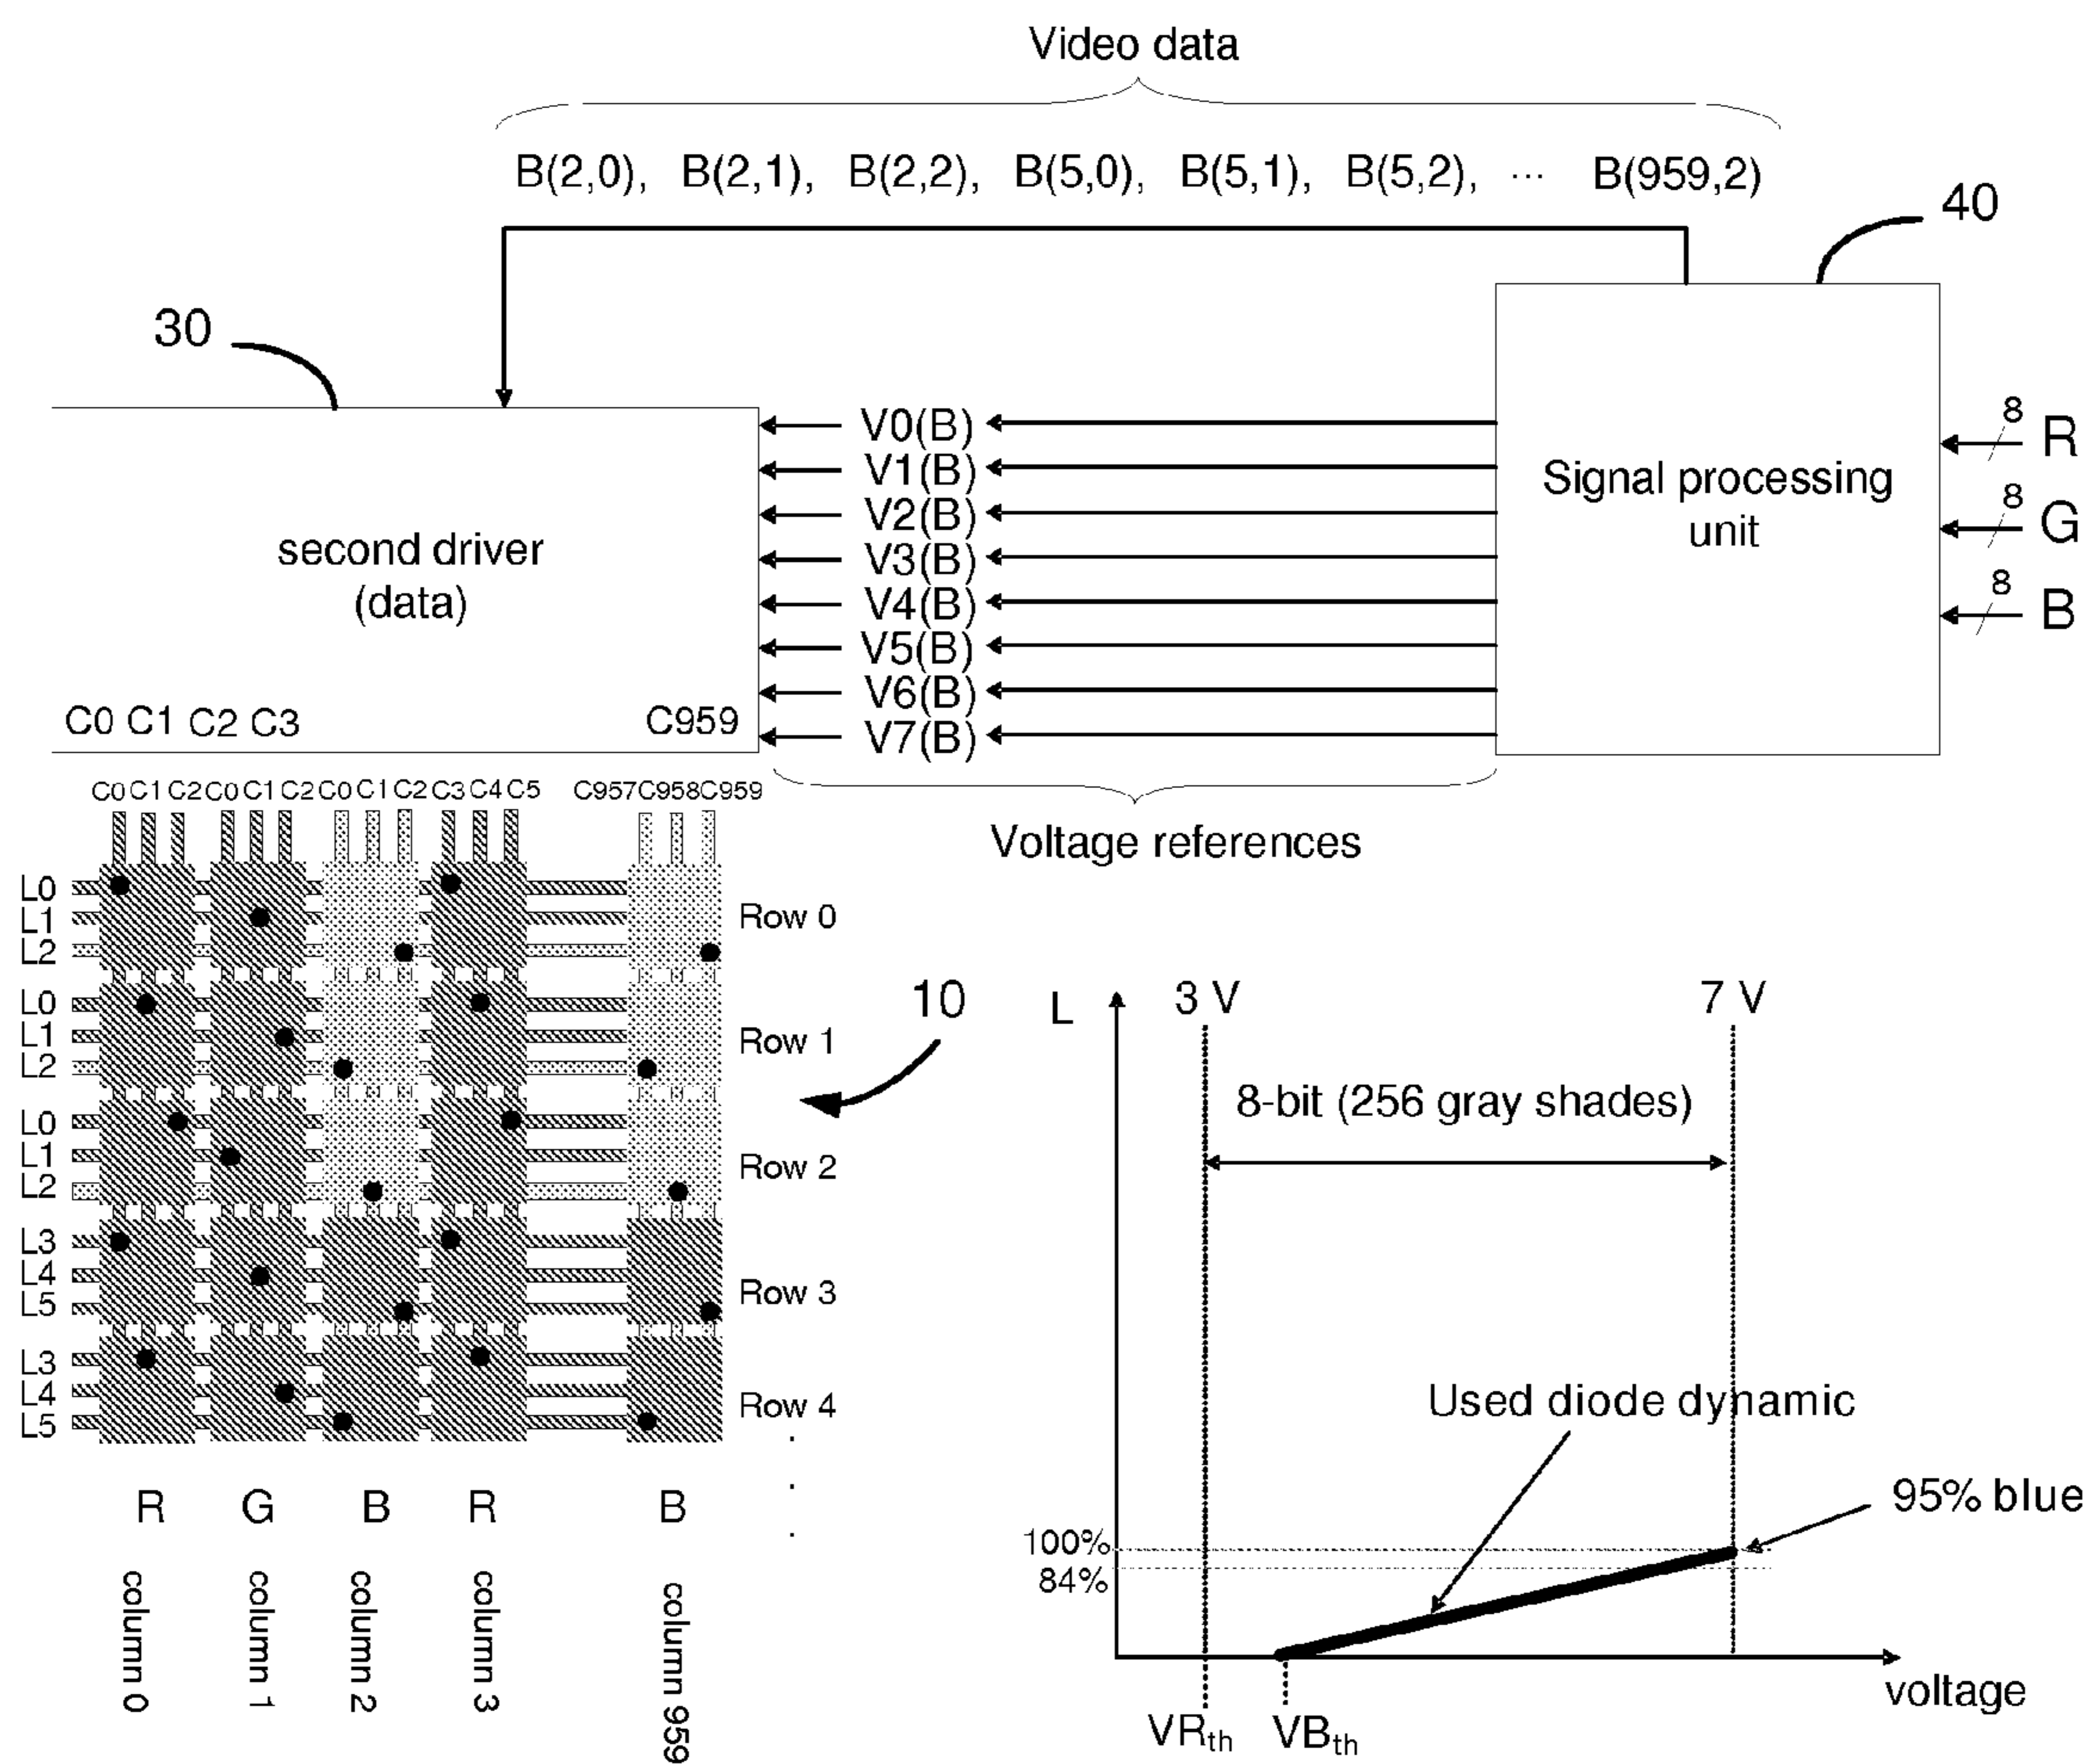 Video data
B(2,0), B(2,1), B(2,2), B(5,0), B(5,1), B(5,2), ... B(959,2)
40
30
V0(B)
V1(B)
V2(B)
V3(B)
V4(B)
V5(B)
V6(B)
V7(B)
second driver
(data)
Signal processing
unit
8
R
8
G
8
B
C0 C1 C2 C3 C959
C0 C1 C2 C0 C1 C2 C0 C1 C2 C3 C4 C5 C957 C958 C959
Voltage references
L0
L1
L2
Row 0
L0
L1
L2
Row 1
L0
L1
L2
Row 2
L3
L4
L5
Row 3
L3
L4
L5
Row 4
10
R G B R B
column 0
column 1
column 2
column 3
column 959
L
3 V
7 V
8-bit (256 gray shades)
Used diode dynamic
95% blue
100%
84%
voltage
VRth
VBth